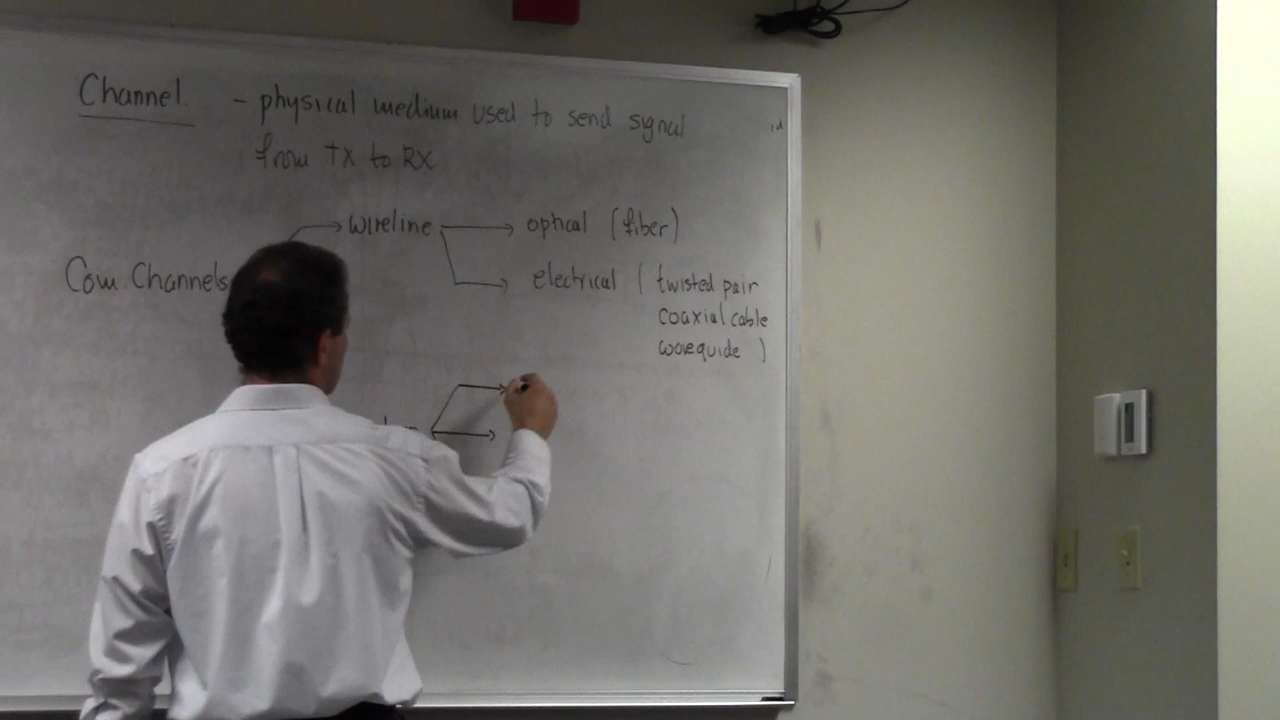 Channel. - physical medium used to send signal
from TX to RX
wireline optical (fiber)
Com. Channels electrical ( twisted pair
coaxial cable
waveguide )